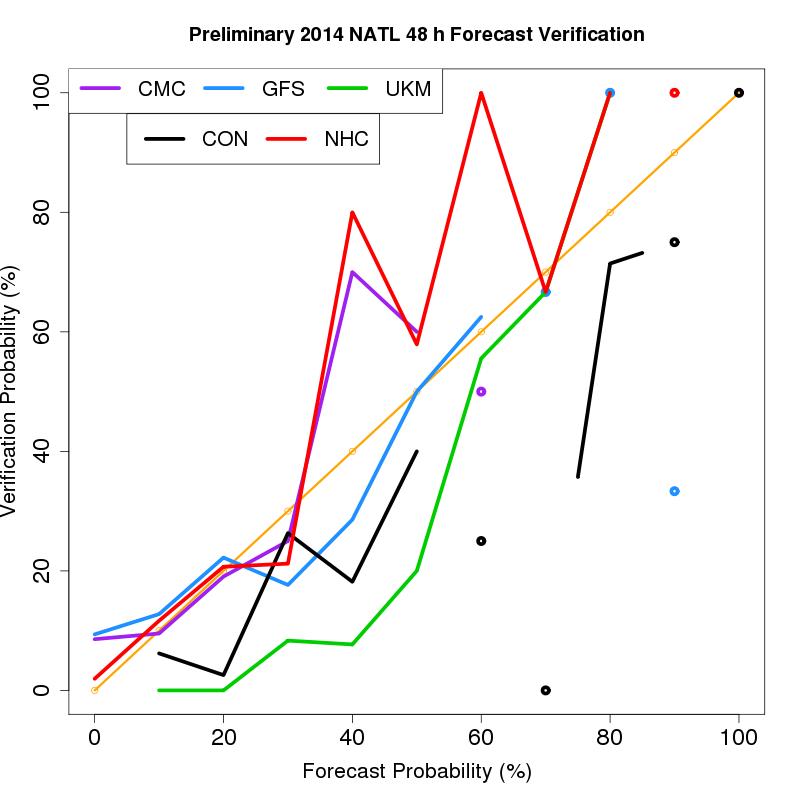 Preliminary 2014 NATL 48 h Forecast Verification
CMC GFS UKM
CON NHC
100
80
60
40
20
0
Verification Probability (%)
0 20 40 60 80 100
Forecast Probability (%)